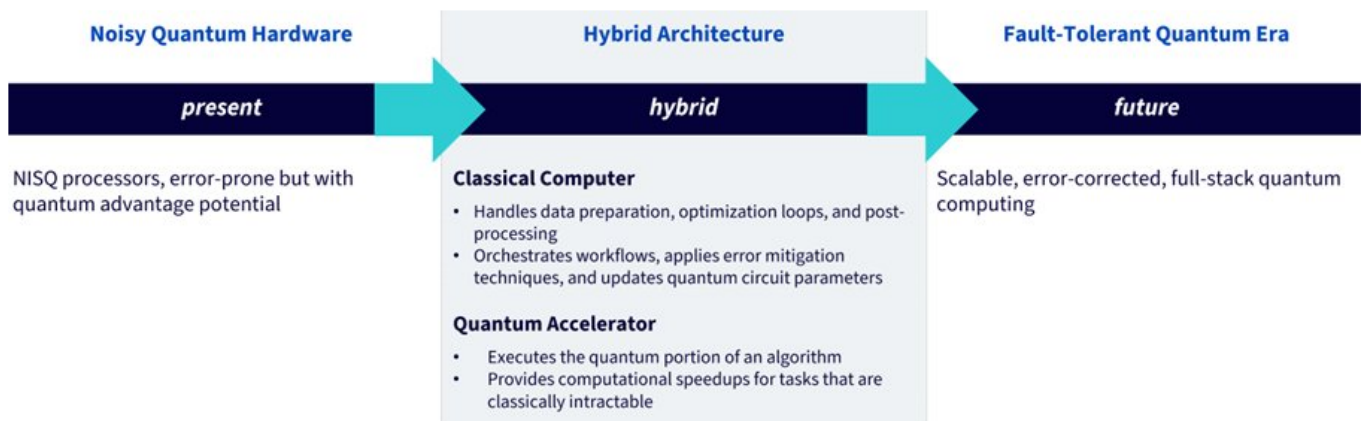 Noisy Quantum Hardware
Hybrid Architecture
Fault-Tolerant Quantum Era
present
hybrid
future
NISQ processors, error-prone but with
quantum advantage potential
Classical Computer
• Handles data preparation, optimization loops, and post-
processing
• Orchestrates workflows, applies error mitigation
techniques, and updates quantum circuit parameters
Quantum Accelerator
• Executes the quantum portion of an algorithm
• Provides computational speedups for tasks that are
classically intractable
Scalable, error-corrected, full-stack quantum
computing